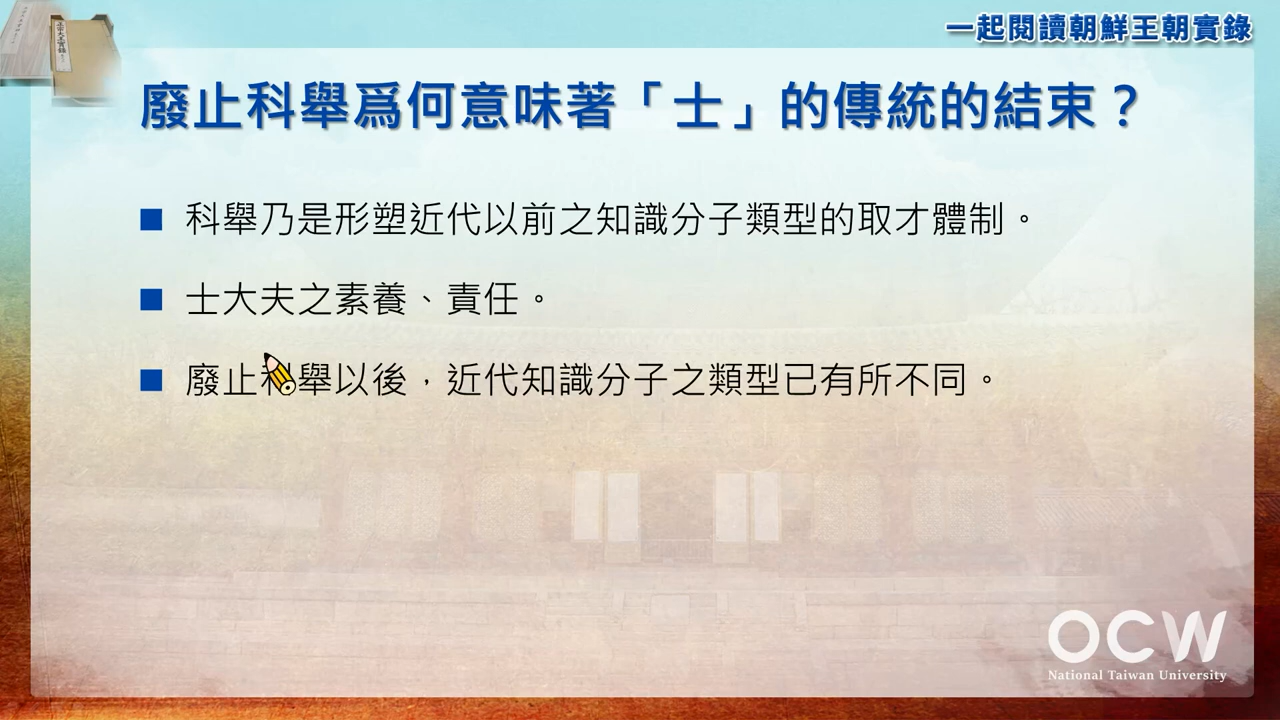 一起閱讀朝鮮王朝實錄
廢止科舉爲何意味著「士」的傳統的結束？
科舉乃是形塑近代以前之知識分子類型的取才體制。
士大夫之素養、責任。
廢止科舉以後，近代知識分子之類型已有所不同。
OCW
National Taiwan University